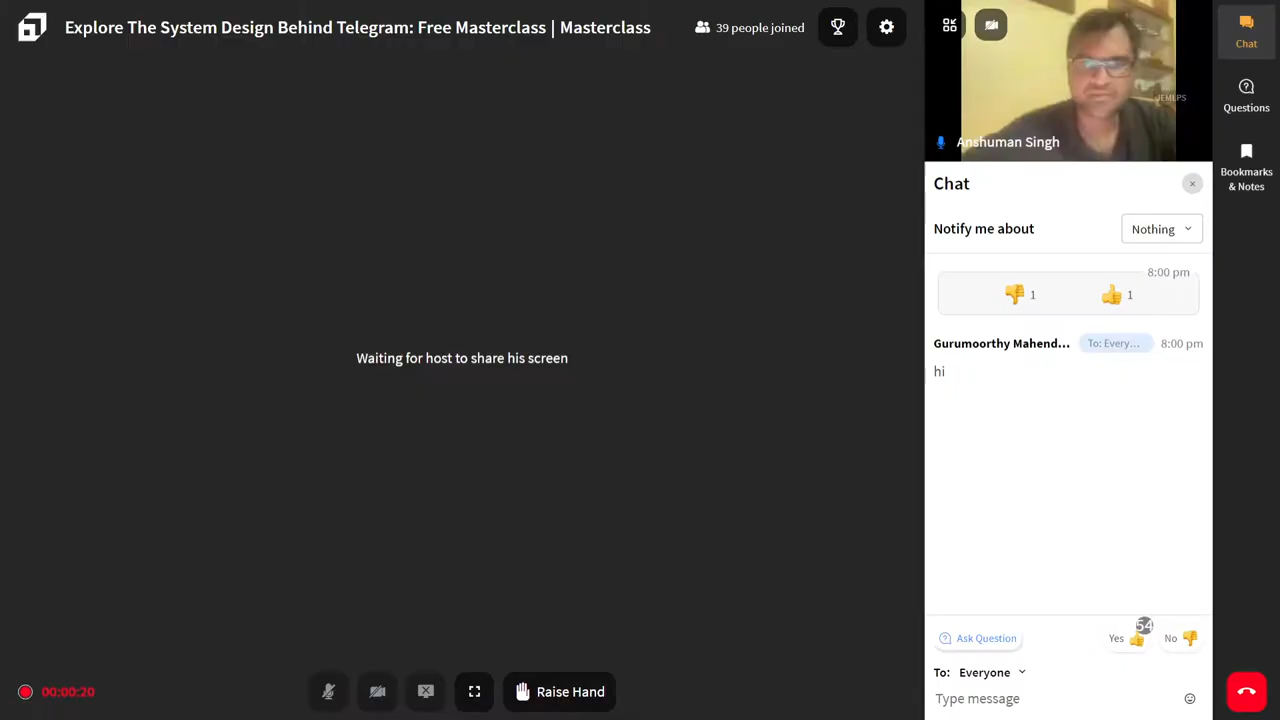 Explore The System Design Behind Telegram: Free Masterclass | Masterclass
39 people joined
Chat
Questions
Bookmarks
& Notes
JEMLPS
Anshuman Singh
Chat
Notify me about
Nothing
8:00 pm
1
1
Gurumoorthy Mahend...
To: Every...
8:00 pm
hi
Waiting for host to share his screen
Ask Question
54
Yes
No
To: Everyone
Type message
00:00:20
Raise Hand